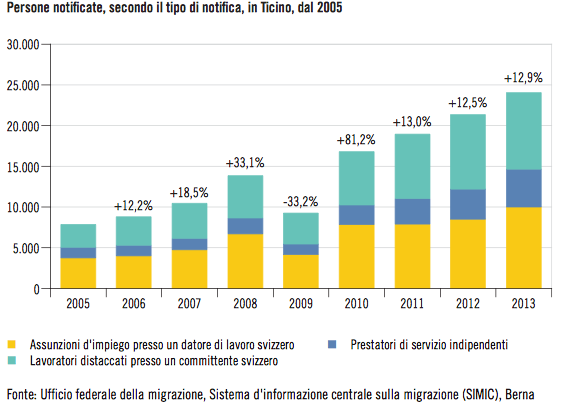 Persone notificate, secondo il tipo di notifica, in Ticino, dal 2005
30.000
25.000
20.000
15.000
10.000
5.000
0
+12,2%
+18,5%
+33,1%
-33,2%
+81,2%
+13,0%
+12,5%
+12,9%
2005 2006 2007 2008 2009 2010 2011 2012 2013
Assunzioni d'impiego presso un datore di lavoro svizzero
Prestatori di servizio indipendenti
Lavoratori distaccati presso un committente svizzero
Fonte: Ufficio federale della migrazione, Sistema d'informazione centrale sulla migrazione (SIMIC), Berna